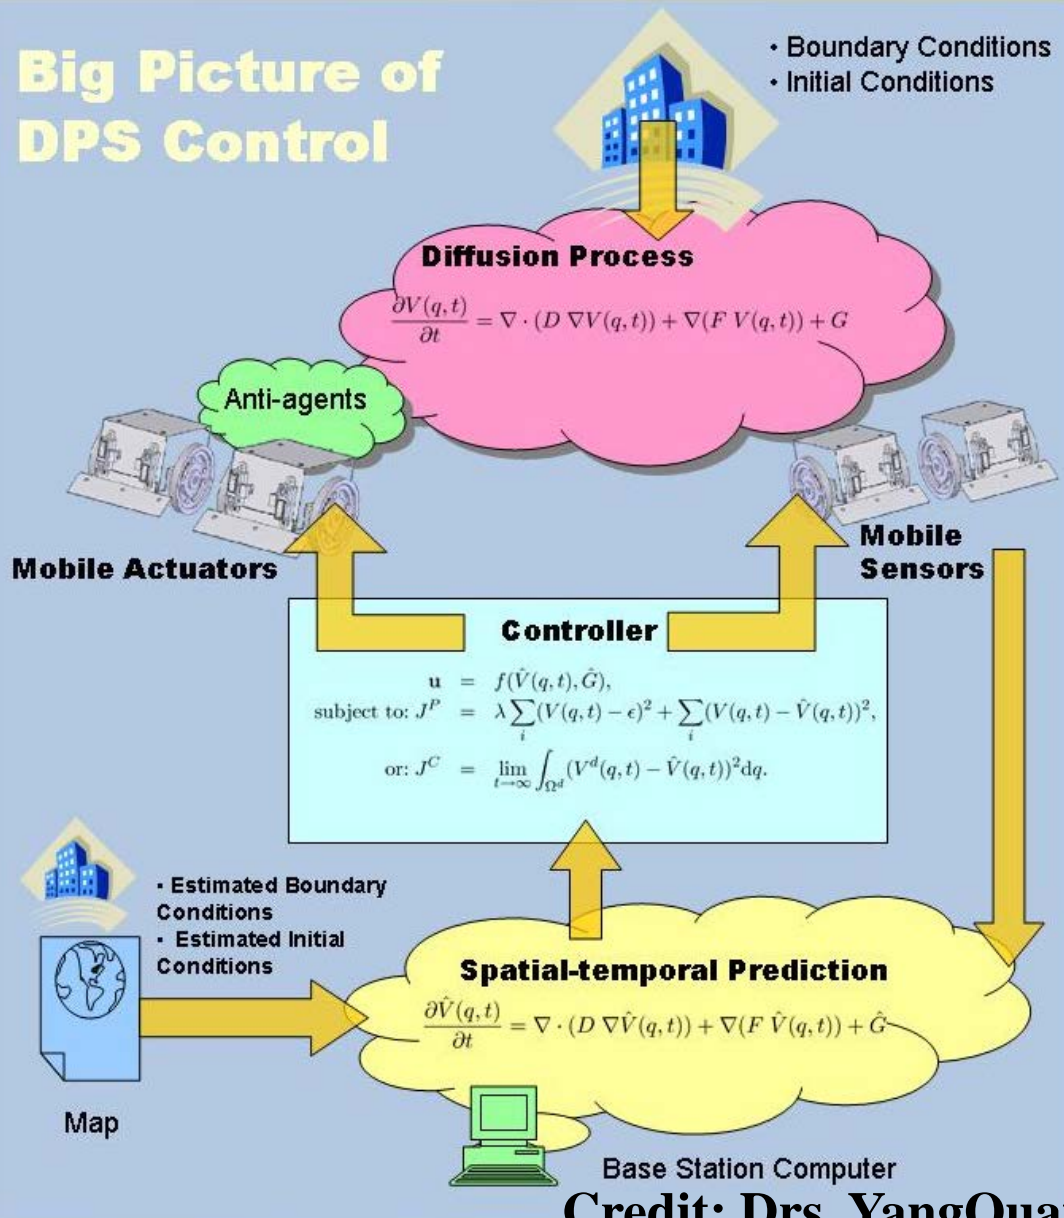 Big Picture of
DPS Control
• Boundary Conditions
• Initial Conditions
Diffusion Process
∂V(q,t)/∂t = ∇ · (D ∇V(q,t)) + ∇(F V(q,t)) + G
Anti-agents
Mobile Actuators
Mobile
Sensors
Controller
u = f(V̂(q,t), Ĝ),
subject to: J^P = λ∑_i(V(q,t) − ϵ)² + ∑_i(V(q,t) − V̂(q,t))²,
or: J^C = lim_{t→∞} ∫_{Ω^d}(V^d(q,t) − V̂(q,t))²dq.
• Estimated Boundary
Conditions
• Estimated Initial
Conditions
Spatial-temporal Prediction
∂V̂(q,t)/∂t = ∇ · (D ∇V̂(q,t)) + ∇(F V̂(q,t)) + Ĝ
Map
Base Station Computer
Credit: Drs. YangQua